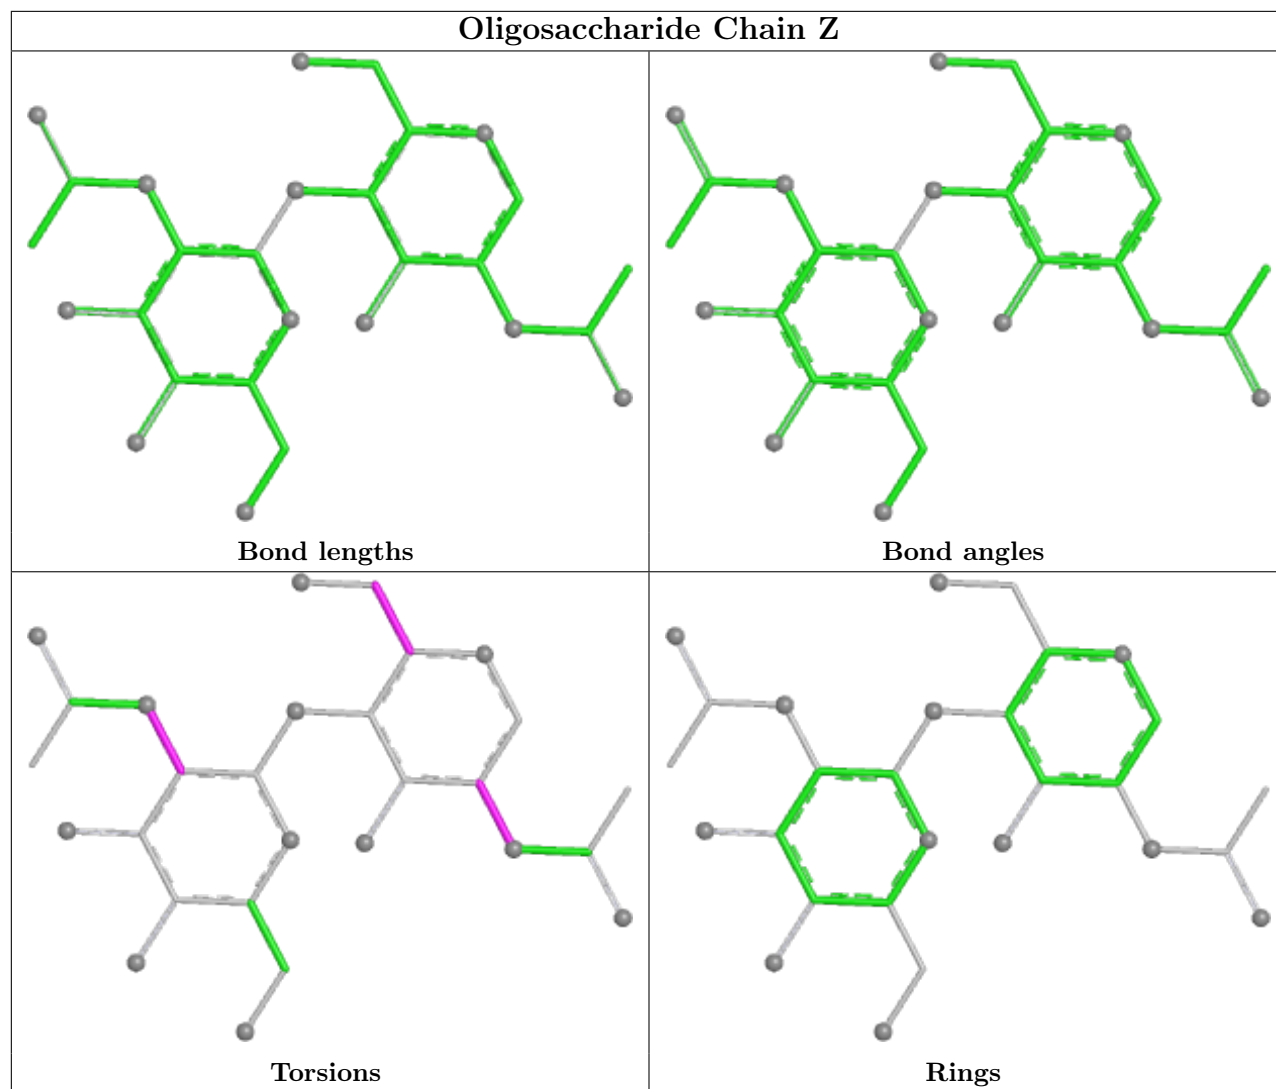 Oligosaccharide Chain Z
Bond lengths
Bond angles
Torsions
Rings